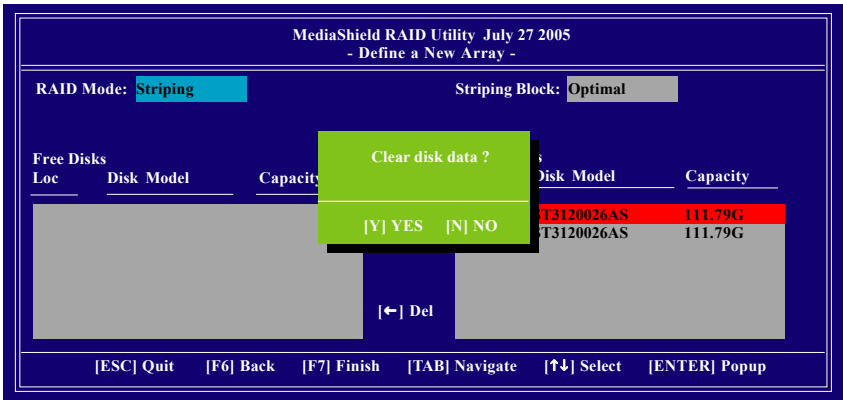 MediaShield RAID Utility July 27 2005
- Define a New Array -
RAID Mode: Striping
Striping Block: Optimal
Clear disk data ?
[Y] YES [N] NO
Free Disks
Loc Disk Model Capacity
s
Disk Model Capacity
ST3120026AS 111.79G
ST3120026AS 111.79G
[←] Del
[ESC] Quit [F6] Back [F7] Finish [TAB] Navigate [↑↓] Select [ENTER] Popup